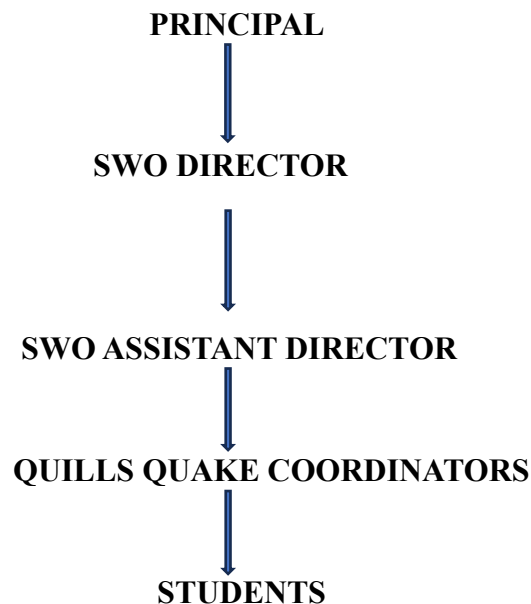 PRINCIPAL
SWO DIRECTOR
SWO ASSISTANT DIRECTOR
QUILLS QUAKE COORDINATORS
STUDENTS